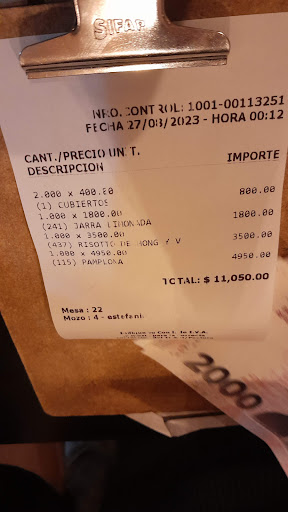 SIFAP
NRO.CONTROL: 1001-00113251
FECHA 27/08/2023 - HORA 00:12
CANT./PRECIO UNIT.
DESCRIPCION IMPORTE
2.000 x 400.00 800.00
(1) CUBIERTOS
1.000 x 1800.00 1800.00
(241) JARRA LIMONADA
1.000 x 3500.00 3500.00
(437) RISOTTO DE HONG Y V
1.000 x 4950.00 4950.00
(115) PAMPLONA
TOTAL: $ 11,050.00
Mesa : 22
Mozo : 4 - estefani
I.V.A.
2000